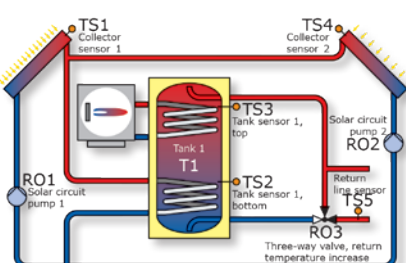 TS1
Collector
sensor 1
TS4
Collector
sensor 2
TS3
Tank sensor 1,
top
Solar circuit
pump 2
RO2
Tank 1
T1
RO1
Solar circuit
pump 1
TS2
Tank sensor 1,
bottom
Return
line sensor
TS5
RO3
Three-way valve, return
temperature increase